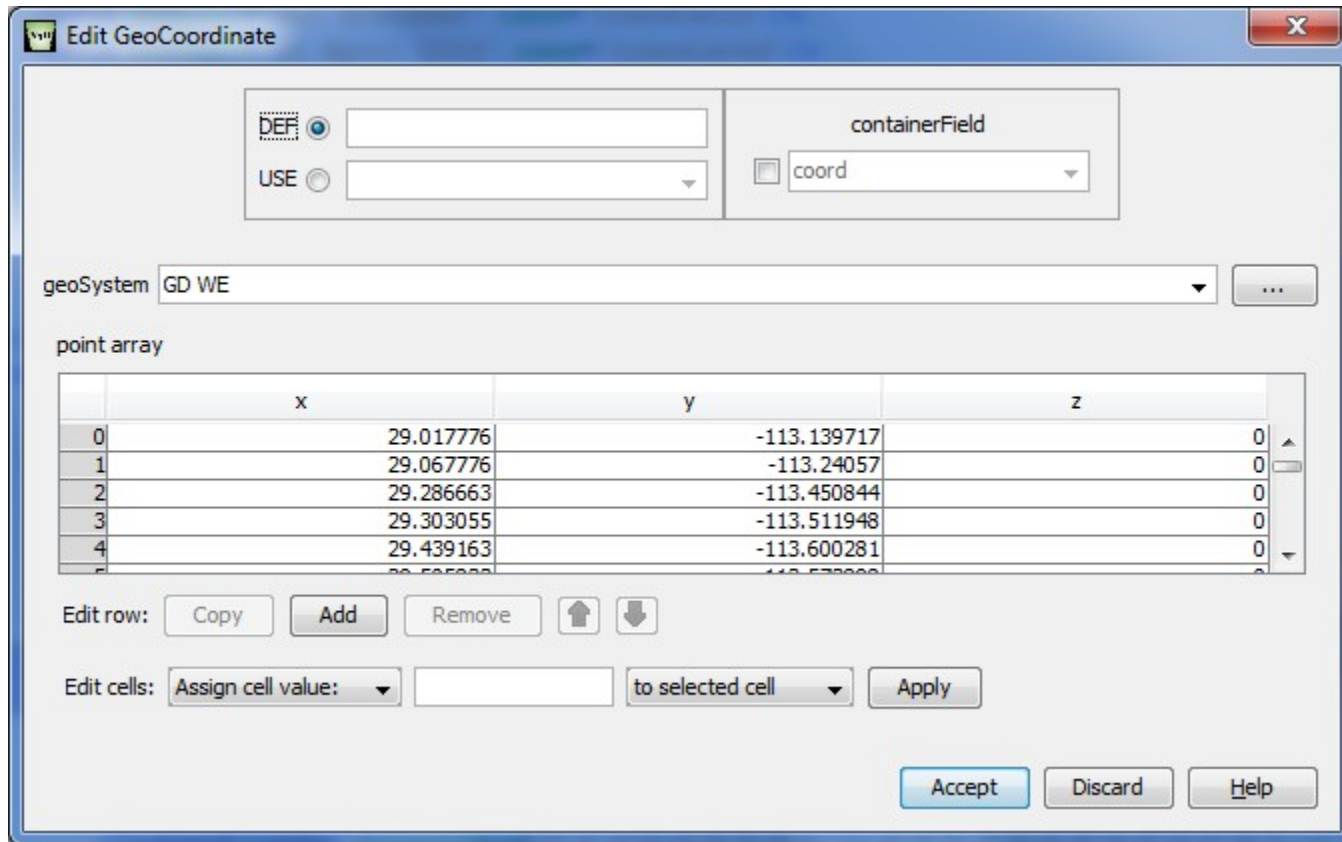 Edit GeoCoordinate
DEF
containerField
USE
coord
geoSystem GD WE ...
point array
x y z
0 29.017776 -113.139717 0
1 29.067776 -113.24057 0
2 29.286663 -113.450844 0
3 29.303055 -113.511948 0
4 29.439163 -113.600281 0
Edit row: Copy Add Remove
Edit cells: Assign cell value: to selected cell Apply
Accept Discard Help